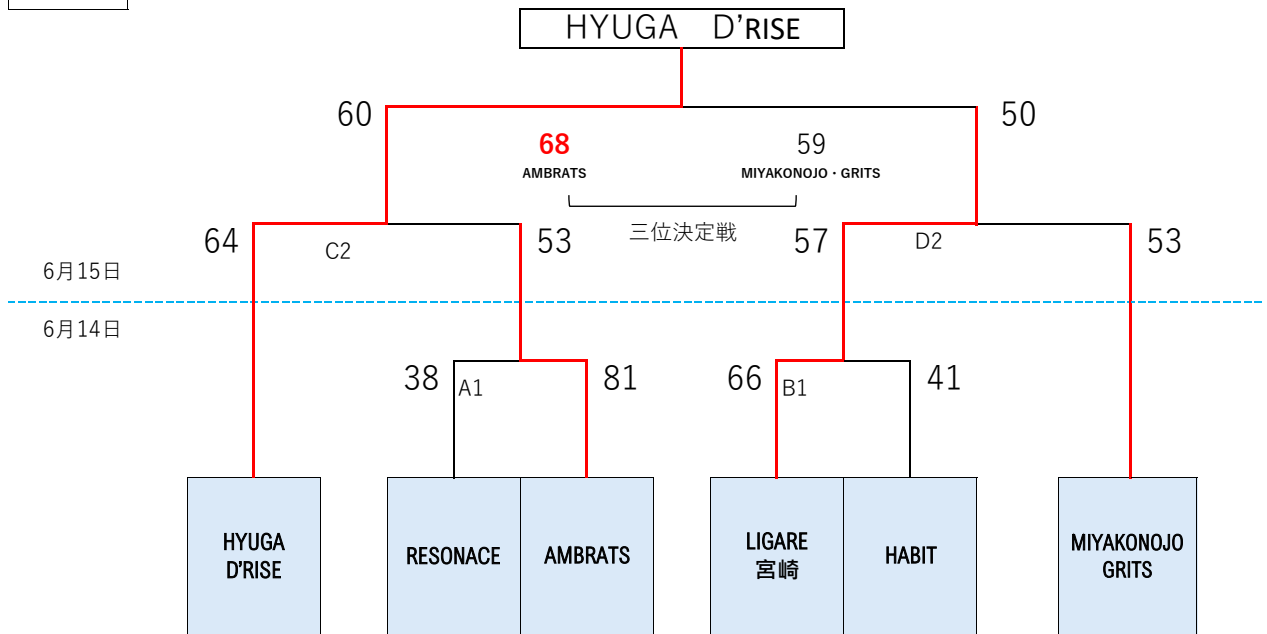 HYUGA　D’RISE
60
50
68
59
AMBRATS
MIYAKONOJO・GRITS
三位決定戦
64
C2
53
57
D2
53
6月15日
6月14日
38
A1
81
66
B1
41
HYUGA
D’RISE
RESONACE
AMBRATS
LIGARE
宮崎
HABIT
MIYAKONOJO
GRITS